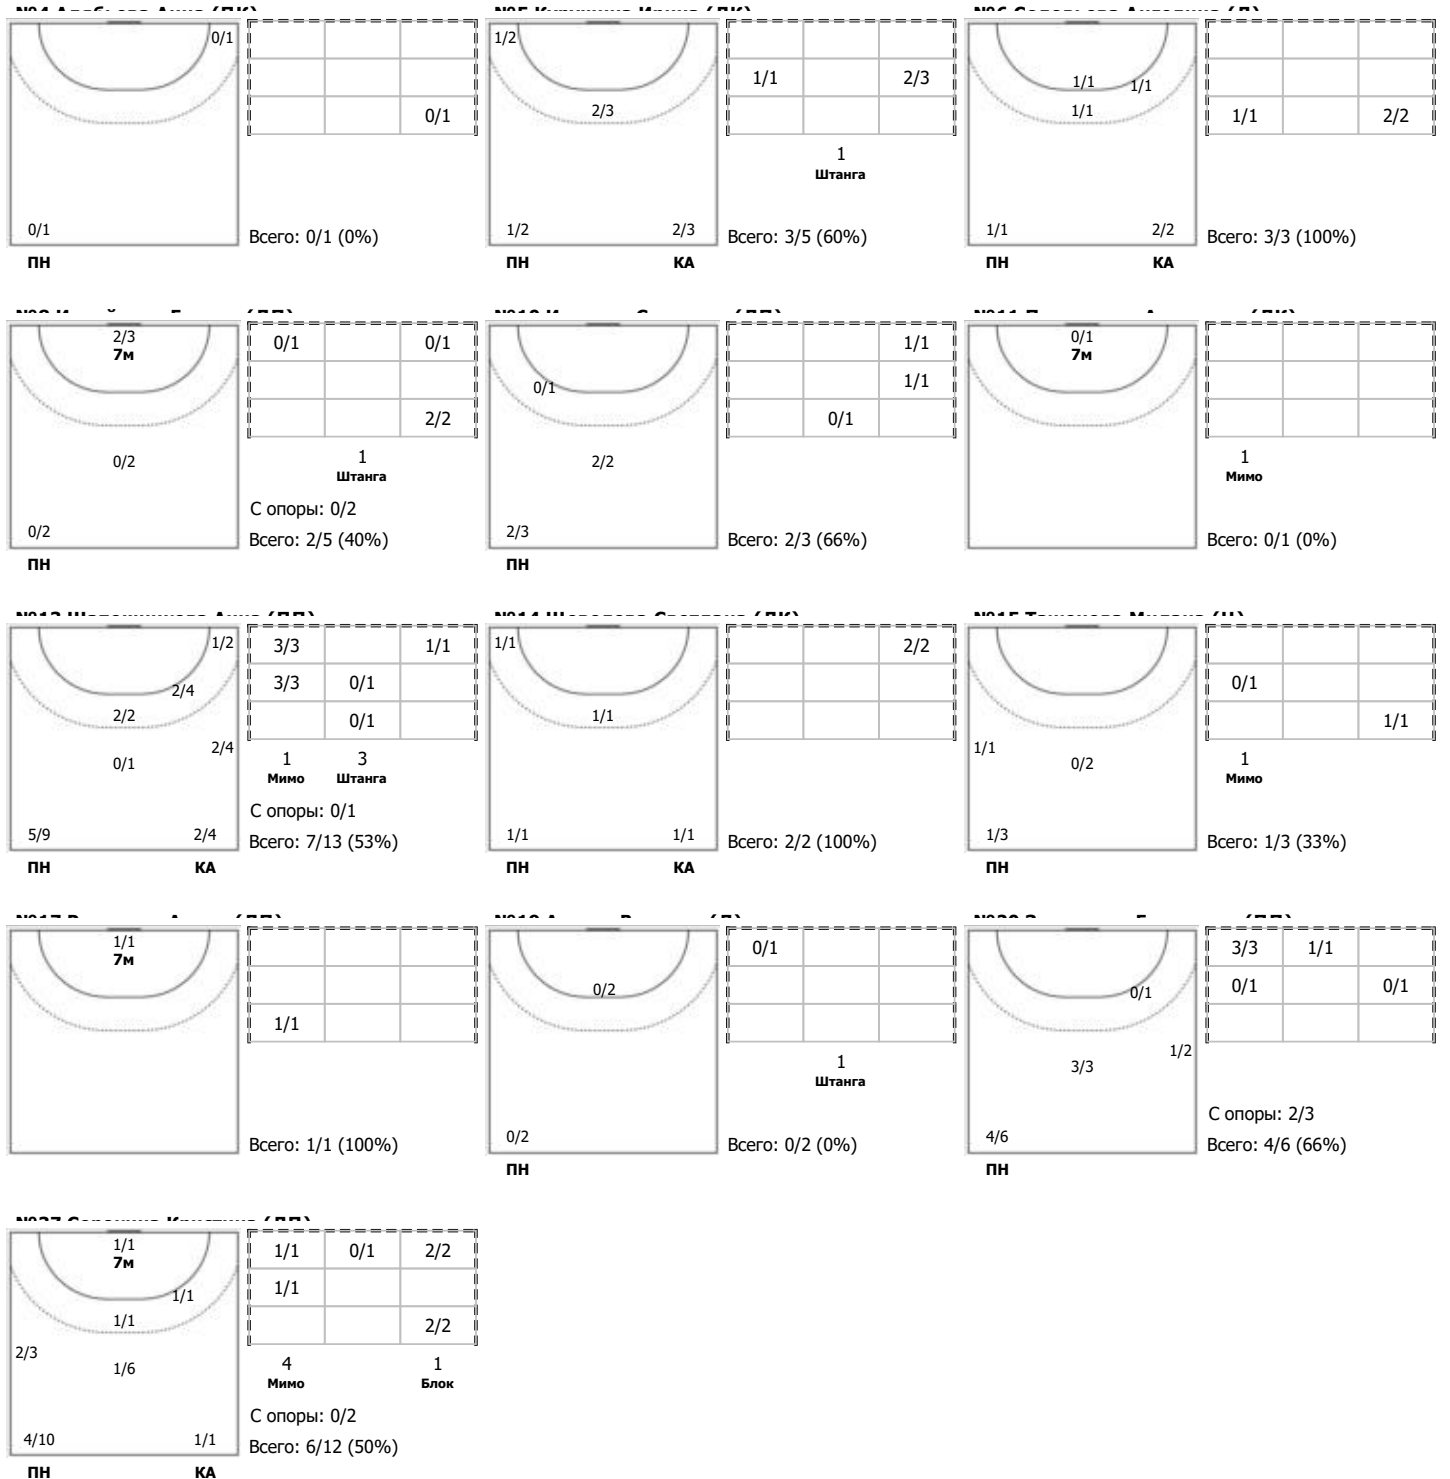 0/1
0/1
0/1
Всего: 0/1 (0%)
ПН
1/2
1/1 2/3
2/3
1
Штанга
1/2 2/3
Всего: 3/5 (60%)
ПН КА
1/1 1/1
1/1
1/1 2/2
1/1 2/2
Всего: 3/3 (100%)
ПН КА
2/3
7м
0/1 0/1
2/2
0/2
1
Штанга
С опоры: 0/2
0/2
Всего: 2/5 (40%)
ПН
1/1
0/1
1/1
0/1
2/2
2/3
Всего: 2/3 (66%)
ПН
0/1
7м
1
Мимо
Всего: 0/1 (0%)
1/2
3/3 1/1
2/4
3/3 0/1
2/2
0/1
2/4
0/1
1 3
Мимо Штанга
С опоры: 0/1
5/9 2/4
Всего: 7/13 (53%)
ПН КА
1/1
2/2
1/1
1/1 1/1
Всего: 2/2 (100%)
ПН КА
0/1
1/1
1/1
0/2
1
Мимо
1/3
Всего: 1/3 (33%)
ПН
1/1
7м
1/1
Всего: 1/1 (100%)
0/1
0/2
1
Штанга
0/2
Всего: 0/2 (0%)
ПН
3/3 1/1
0/1
0/1 0/1
1/2
3/3
С опоры: 2/3
4/6
Всего: 4/6 (66%)
ПН
1/1
7м
1/1 0/1 2/2
1/1
1/1
1/1
2/2
2/3
1/6
4 1
Мимо Блок
С опоры: 0/2
4/10 1/1
Всего: 6/12 (50%)
ПН КА